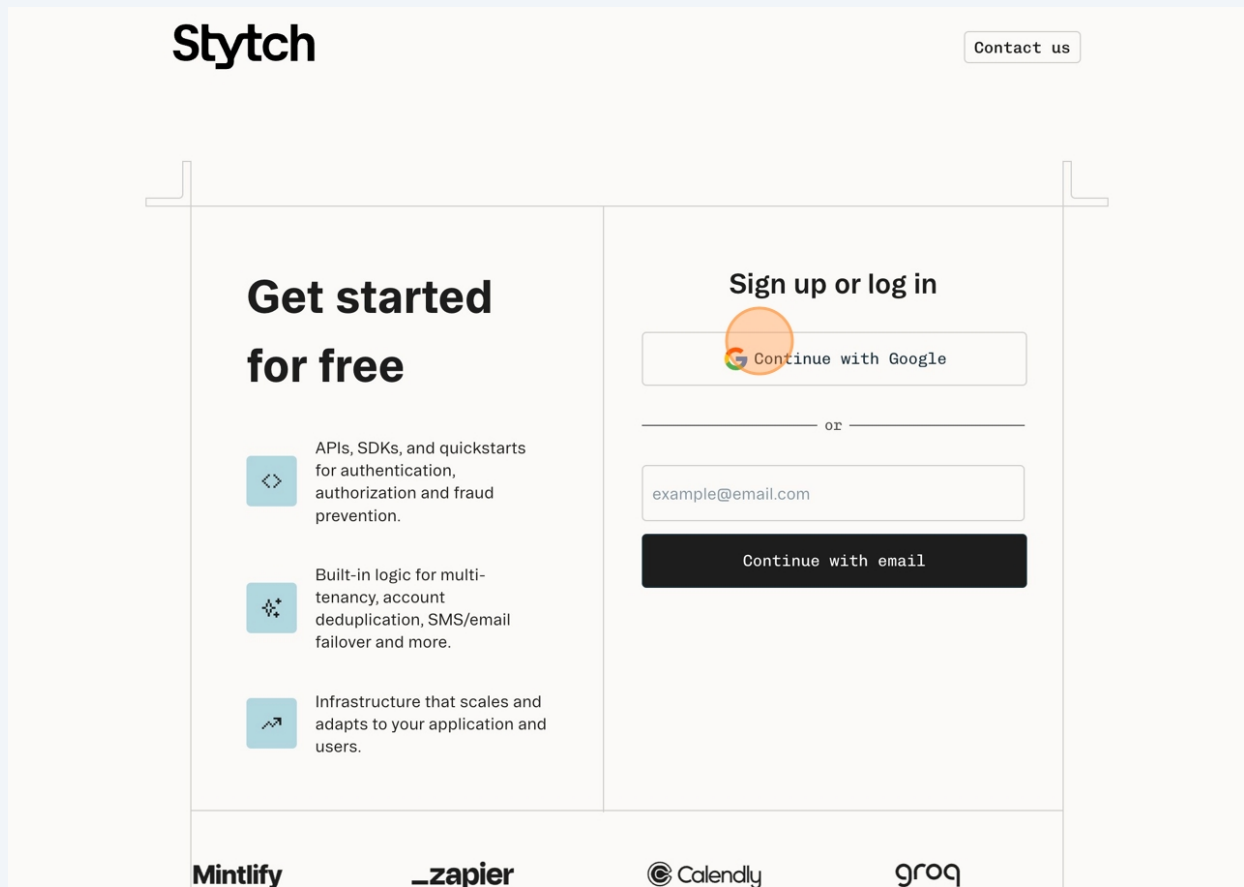 Stytch
Contact us
Get started
for free
APIs, SDKs, and quickstarts
for authentication,
authorization and fraud
prevention.
Built-in logic for multi-
tenancy, account
deduplication, SMS/email
failover and more.
Infrastructure that scales and
adapts to your application and
users.
Sign up or log in
Continue with Google
or
example@email.com
Continue with email
Mintlify
_zapier
Calendly
groq